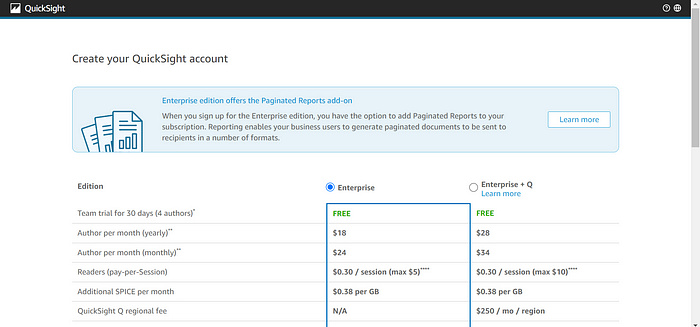 QuickSight
Create your QuickSight account
Enterprise edition offers the Paginated Reports add-on
When you sign up for the Enterprise edition, you have the option to add Paginated Reports to your
subscription. Reporting enables your business users to generate paginated documents to be sent to
recipients in a number of formats.
Learn more
Edition Enterprise Enterprise + Q
Learn more
Team trial for 30 days (4 authors)* FREE FREE
Author per month (yearly)** $18 $28
Author per month (monthly)** $24 $34
Readers (pay-per-Session) $0.30 / session (max $5)**** $0.30 / session (max $10)****
Additional SPICE per month $0.38 per GB $0.38 per GB
QuickSight Q regional fee N/A $250 / mo / region